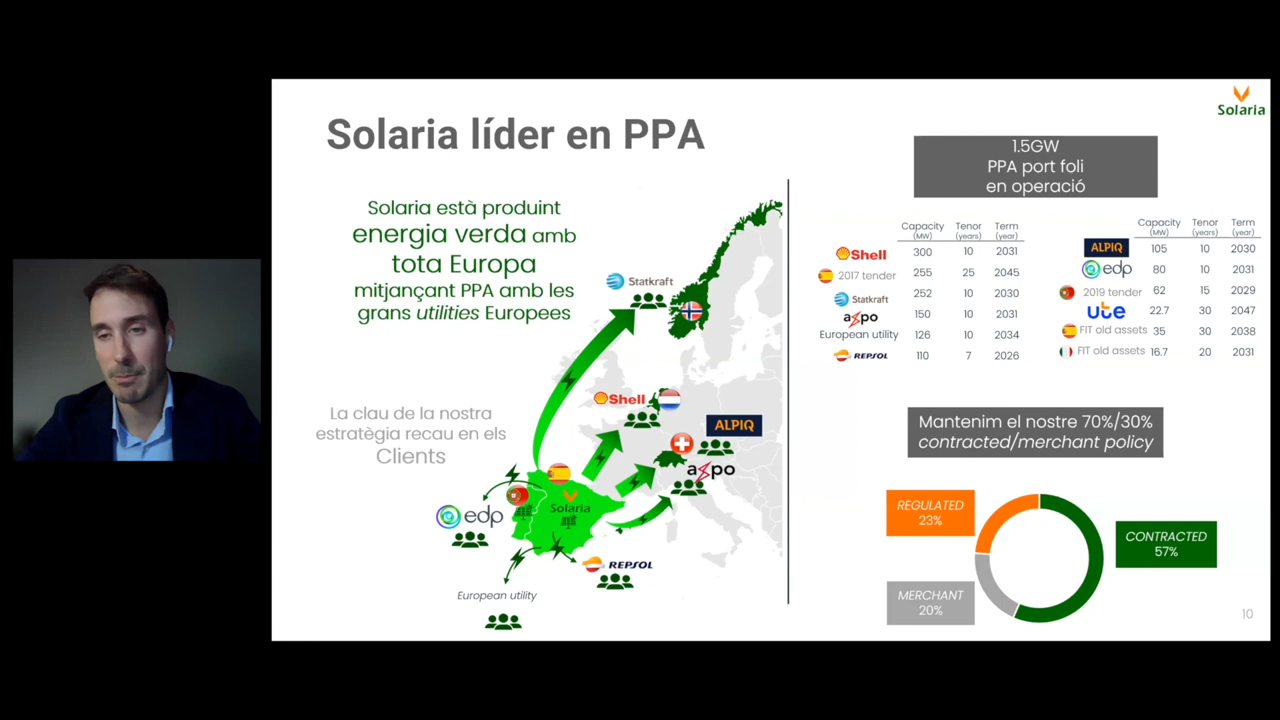 Solaria
Solaria líder en PPA
Solaria està produint
energia verda amb
tota Europa
mitjançant PPA amb les
grans utilities Europees
La clau de la nostra
estratègia recau en els
Clients
Statkraft
Shell
ALPIQ
axpo
Solaria
edp
REPSOL
European utility
1.5GW
PPA port foli
en operació
Capacity (MW) Tenor (years) Term (year)
Shell 300 10 2031
2017 tender 255 25 2045
Statkraft 252 10 2030
axpo 150 10 2031
European utility 126 10 2034
REPSOL 110 7 2026
Capacity (MW) Tenor (years) Term (year)
ALPIQ 105 10 2030
edp 80 10 2031
2019 tender 62 15 2029
ute 22.7 30 2047
FIT old assets 35 30 2038
FIT old assets 16.7 20 2031
Mantenim el nostre 70%/30%
contracted/merchant policy
REGULATED
23%
CONTRACTED
57%
MERCHANT
20%
10